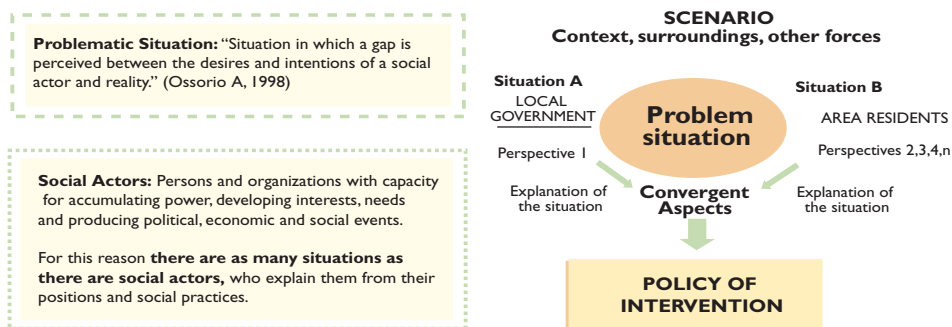 Problematic Situation: “Situation in which a gap is
perceived between the desires and intentions of a social
actor and reality.” (Ossorio A, 1998)
Social Actors: Persons and organizations with capacity
for accumulating power, developing interests, needs
and producing political, economic and social events.
For this reason there are as many situations as
there are social actors, who explain them from their
positions and social practices.
SCENARIO
Context, surroundings, other forces
Situation A
LOCAL
GOVERNMENT
Perspective 1
Explanation of
the situation
Problem
situation
Situation B
AREA RESIDENTS
Perspectives 2,3,4,n
Explanation of
the situation
Convergent
Aspects
POLICY OF
INTERVENTION